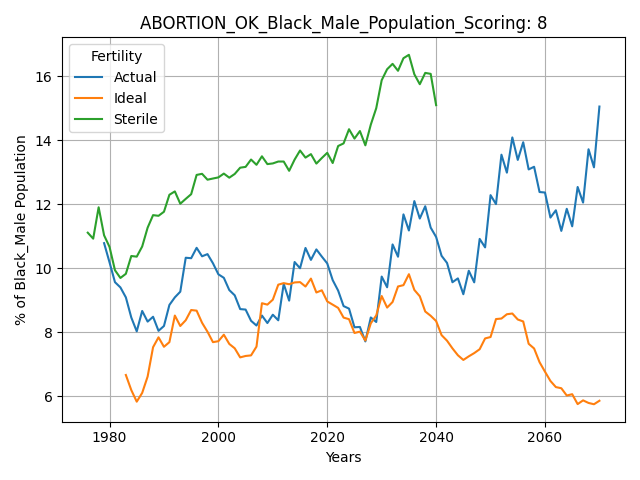 ABORTION_OK_Black_Male_Population_Scoring: 8
Fertility
Actual
Ideal
Sterile
% of Black_Male Population
16
14
12
10
8
6
1980 2000 2020 2040 2060
Years